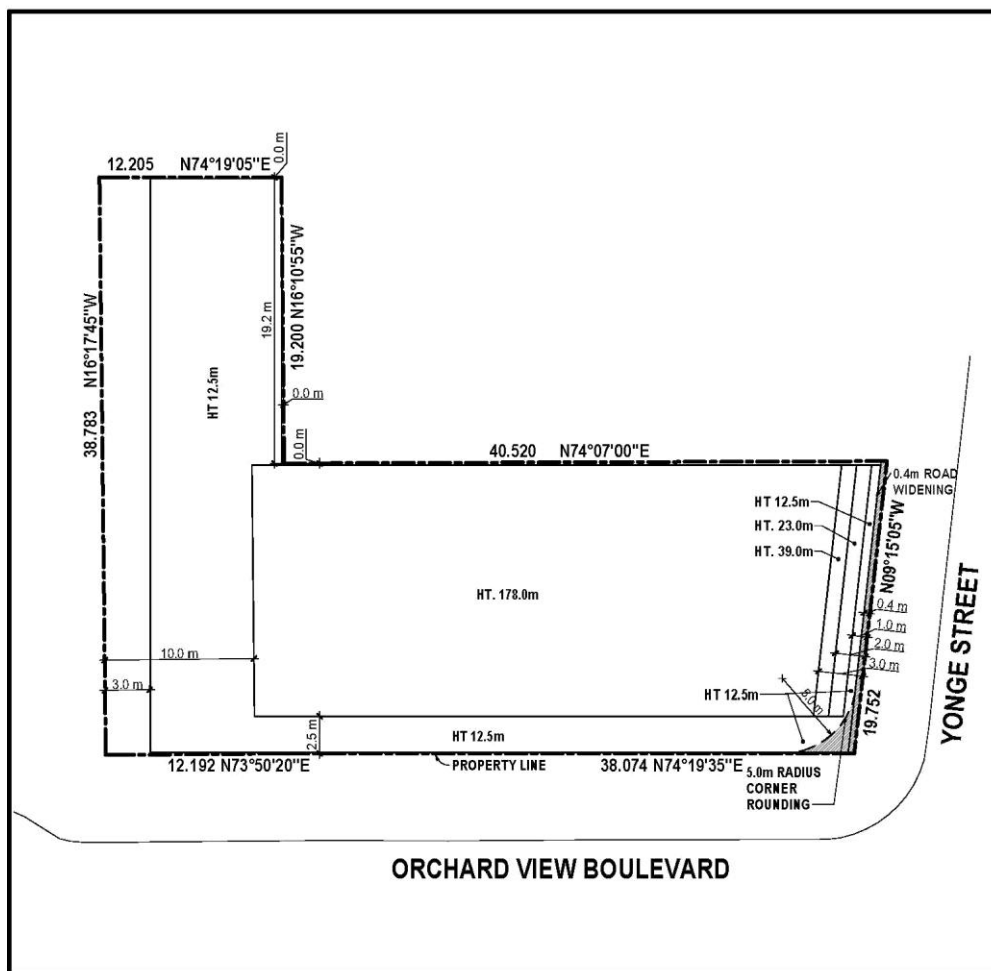 12.205 N74°19'05"E
0.0 m
N16°17'45"W
38.783
19.200 N16°10'55"W
19.2 m
HT 12.5m
0.0 m
0.0 m
40.520 N74°07'00"E
0.4m ROAD
WIDENING
HT 12.5m
HT. 23.0m
HT. 39.0m
N09°15'05"W
HT. 178.0m
0.4 m
1.0 m
2.0 m
3.0 m
10.0 m
3.0 m
HT 12.5m
5.0m
19.752
YONGE STREET
2.5 m
HT 12.5m
12.192 N73°50'20"E
PROPERTY LINE
38.074 N74°19'35"E
5.0m RADIUS
CORNER
ROUNDING
ORCHARD VIEW BOULEVARD